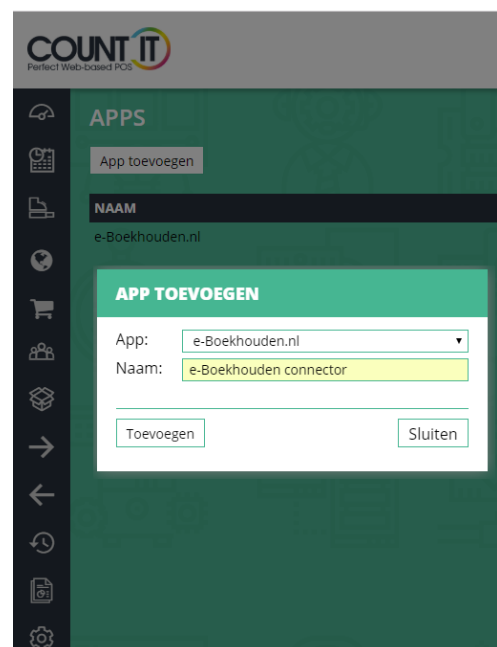 COUNT IT
Perfect Web-based POS
APPS
App toevoegen
NAAM
e-Boekhouden.nl
APP TOEVOEGEN
App: e-Boekhouden.nl
Naam: e-Boekhouden connector
Toevoegen Sluiten